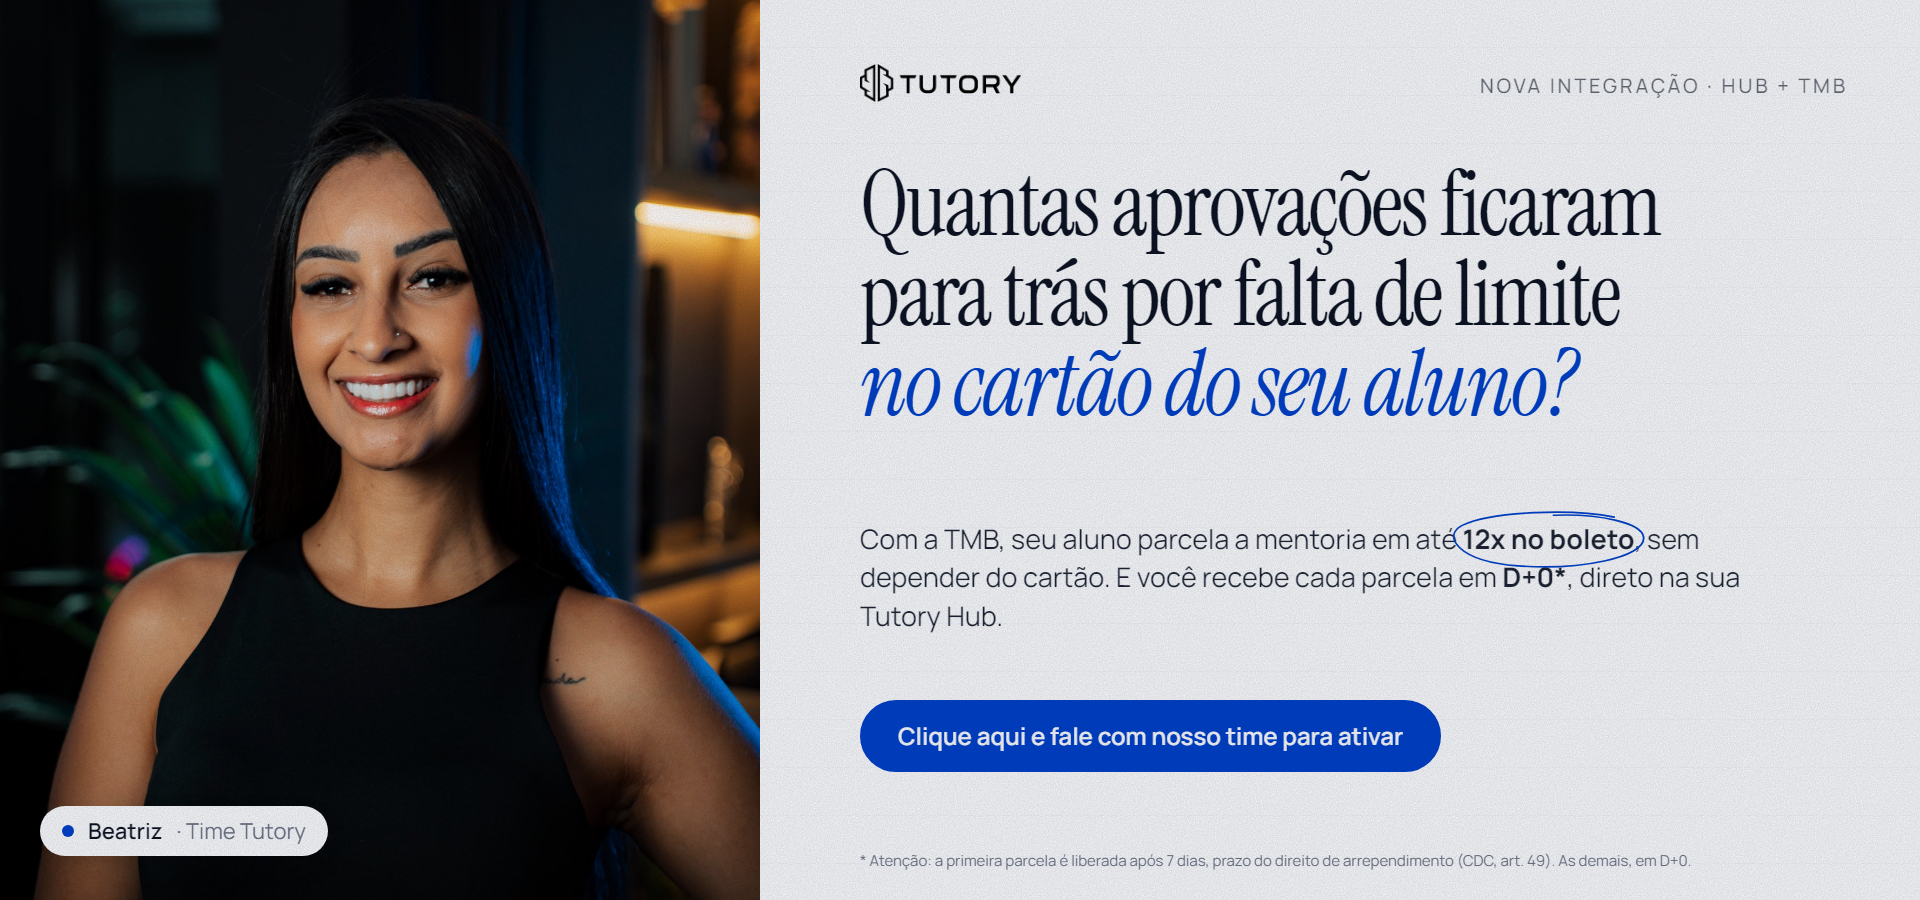 TUTORY
NOVA INTEGRAÇÃO · HUB + TMB
Quantas aprovações ficaram
para trás por falta de limite
no cartão do seu aluno?
Com a TMB, seu aluno parcela a mentoria em até 12x no boleto, sem
depender do cartão. E você recebe cada parcela em D+0*, direto na sua
Tutory Hub.
Clique aqui e fale com nosso time para ativar
Beatriz · Time Tutory
* Atenção: a primeira parcela é liberada após 7 dias, prazo do direito de arrependimento (CDC, art. 49). As demais, em D+0.